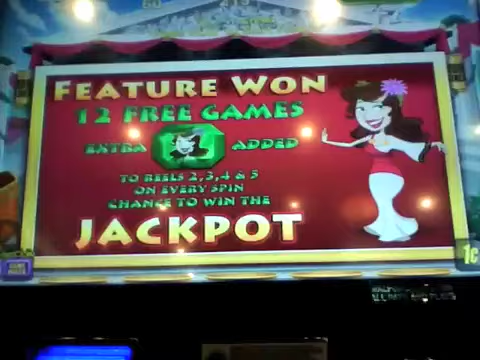 FEATURE WON
12 FREE GAMES
EXTRA ADDED
TO REELS 2, 3, 4 & 5
ON EVERY SPIN
CHANCE TO WIN THE
JACKPOT
1¢